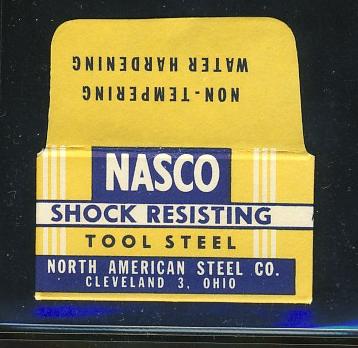 NON-TEMPERING
WATER HARDENING
NASCO
SHOCK RESISTING
TOOL STEEL
NORTH AMERICAN STEEL CO.
CLEVELAND 3, OHIO